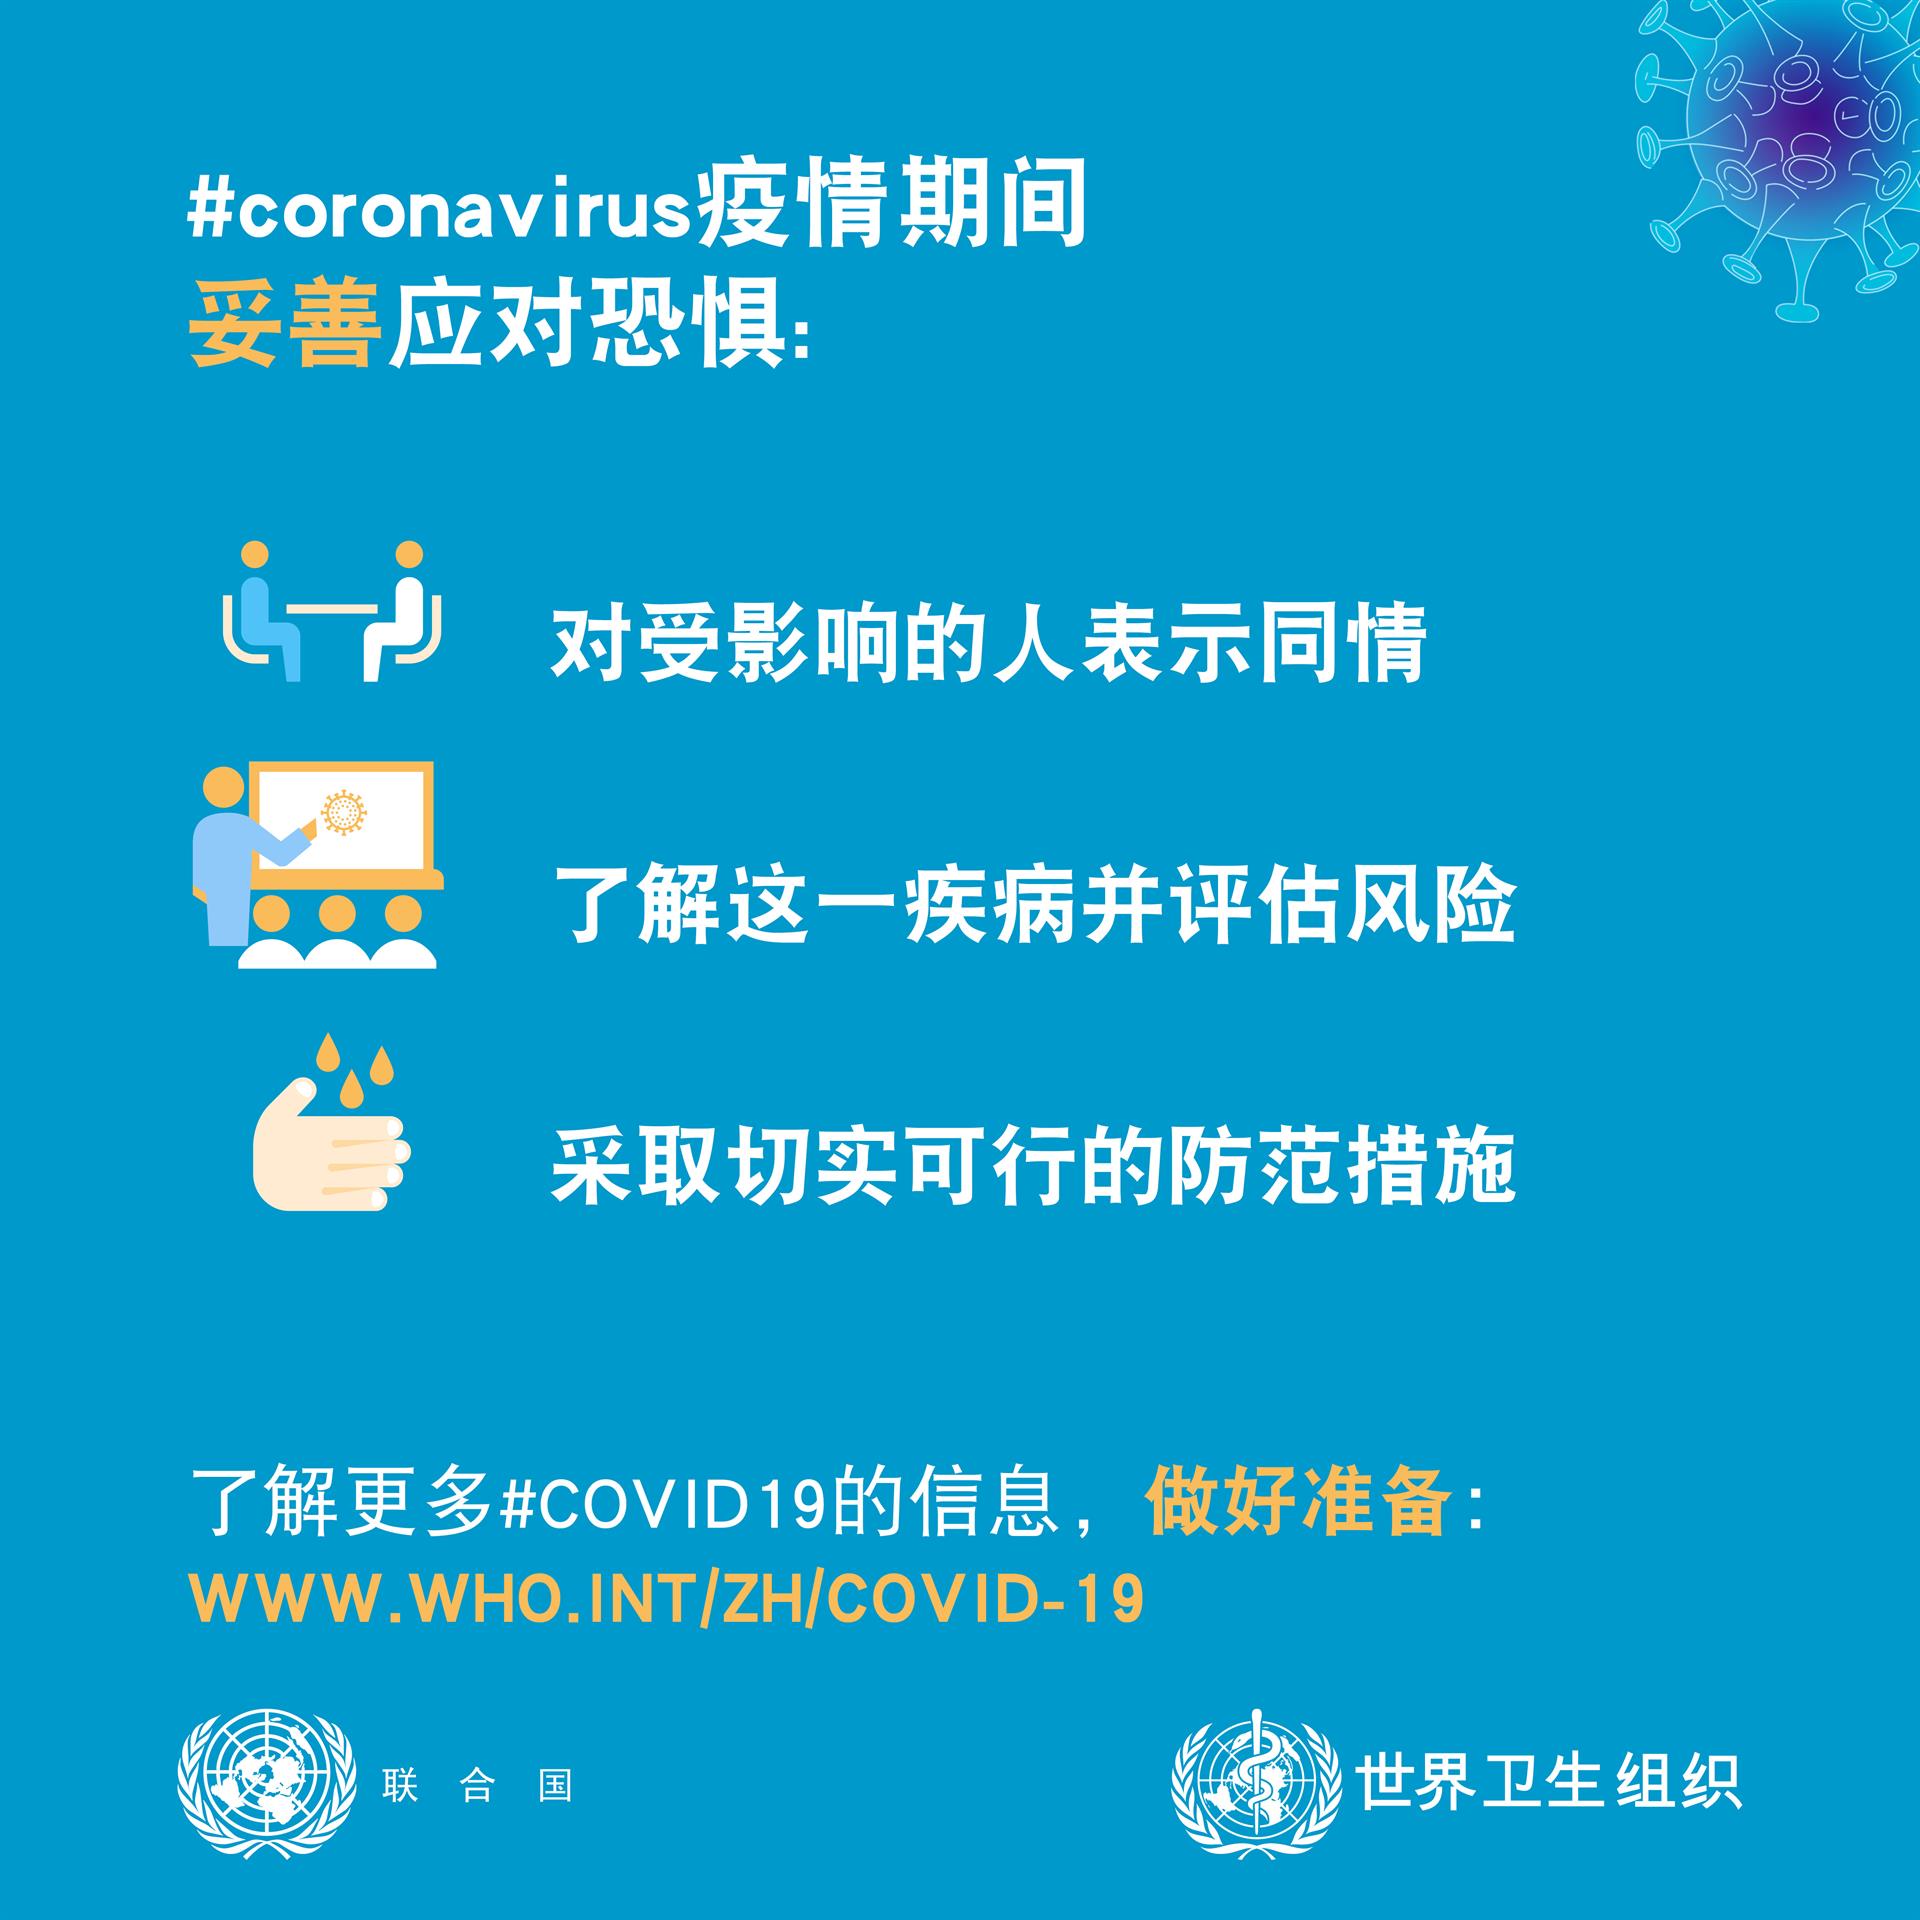 #coronavirus疫情期间
妥善应对恐惧:
对受影响的人表示同情
了解这一疾病并评估风险
采取切实可行的防范措施
了解更多#COVID19的信息，做好准备:
WWW.WHO.INT/ZH/COVID-19
联合国
世界卫生组织